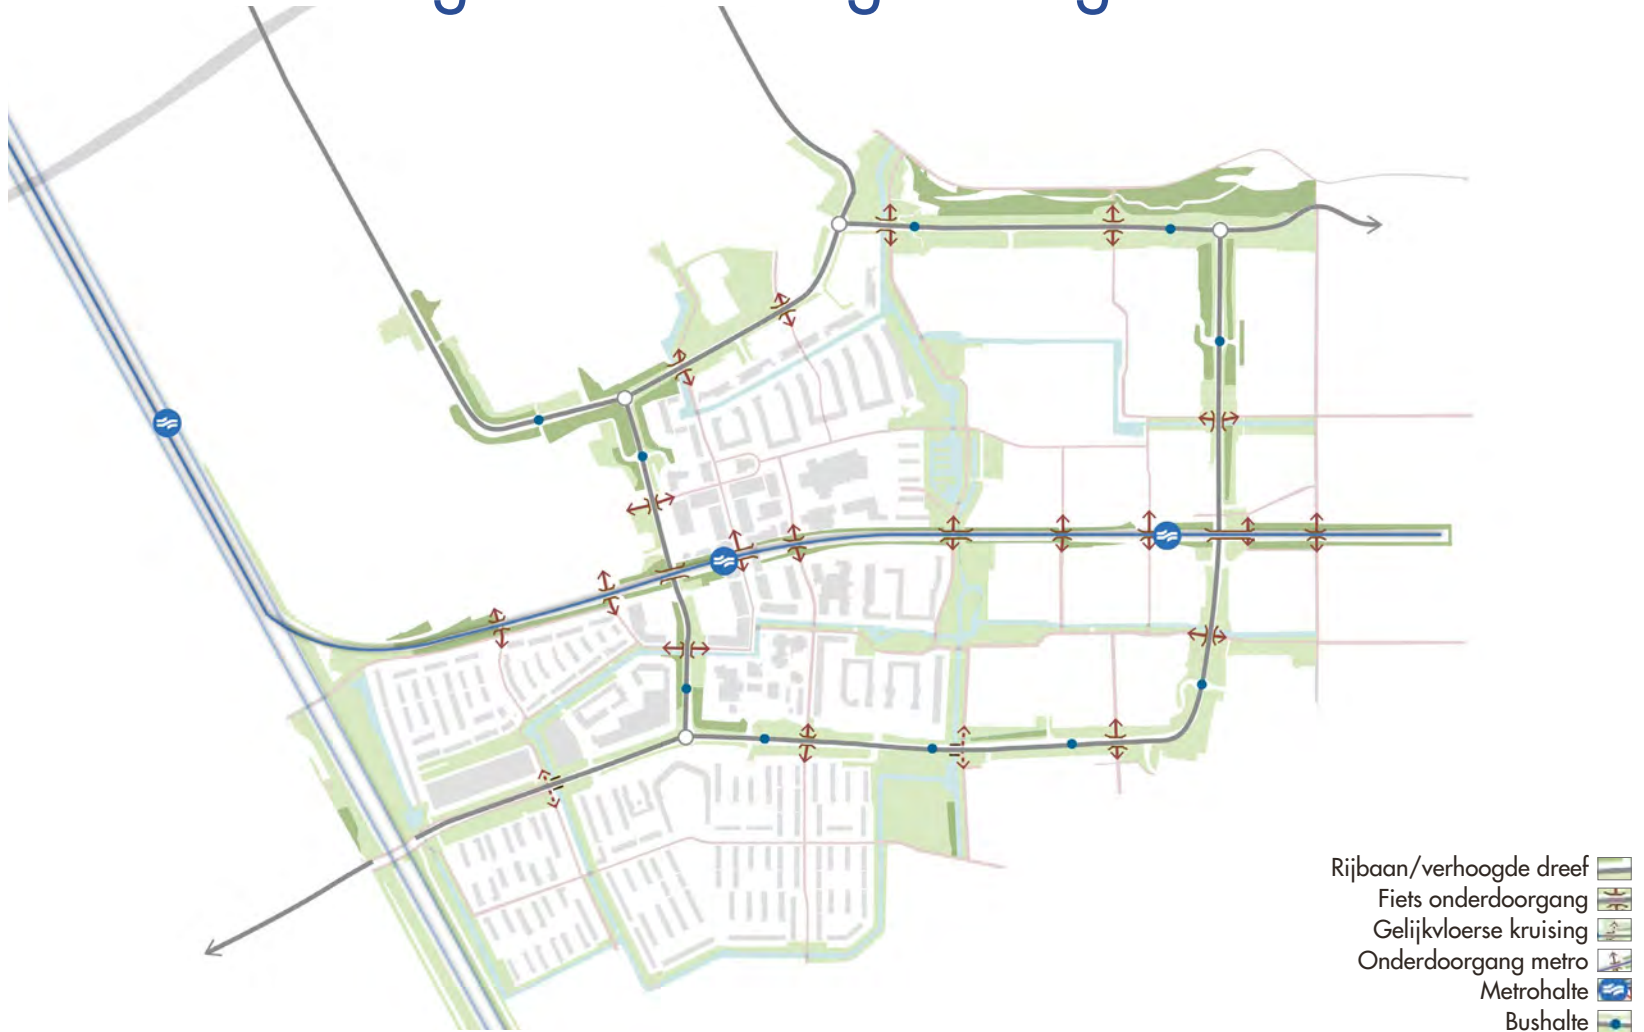 Rijbaan/verhoogde dreef
Fiets onderdoorgang
Gelijkvloerse kruising
Onderdoorgang metro
Metrohalte
Bushalte